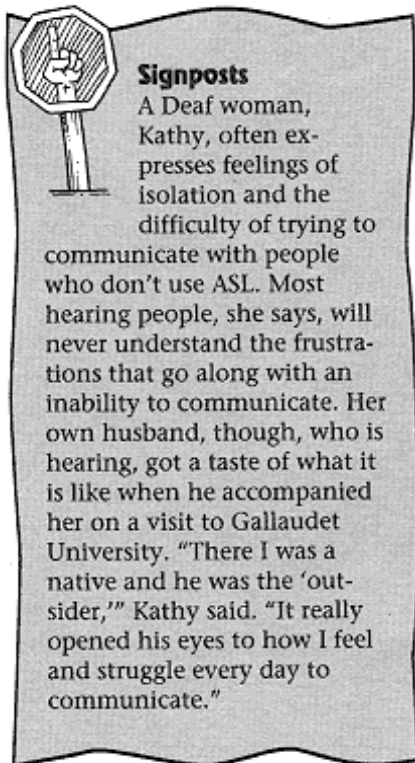 Signposts
A Deaf woman,
Kathy, often ex-
presses feelings of
isolation and the
difficulty of trying to
communicate with people
who don't use ASL. Most
hearing people, she says, will
never understand the frustra-
tions that go along with an
inability to communicate. Her
own husband, though, who is
hearing, got a taste of what it
is like when he accompanied
her on a visit to Gallaudet
University. "There I was a
native and he was the 'out-
sider,'" Kathy said. "It really
opened his eyes to how I feel
and struggle every day to
communicate."